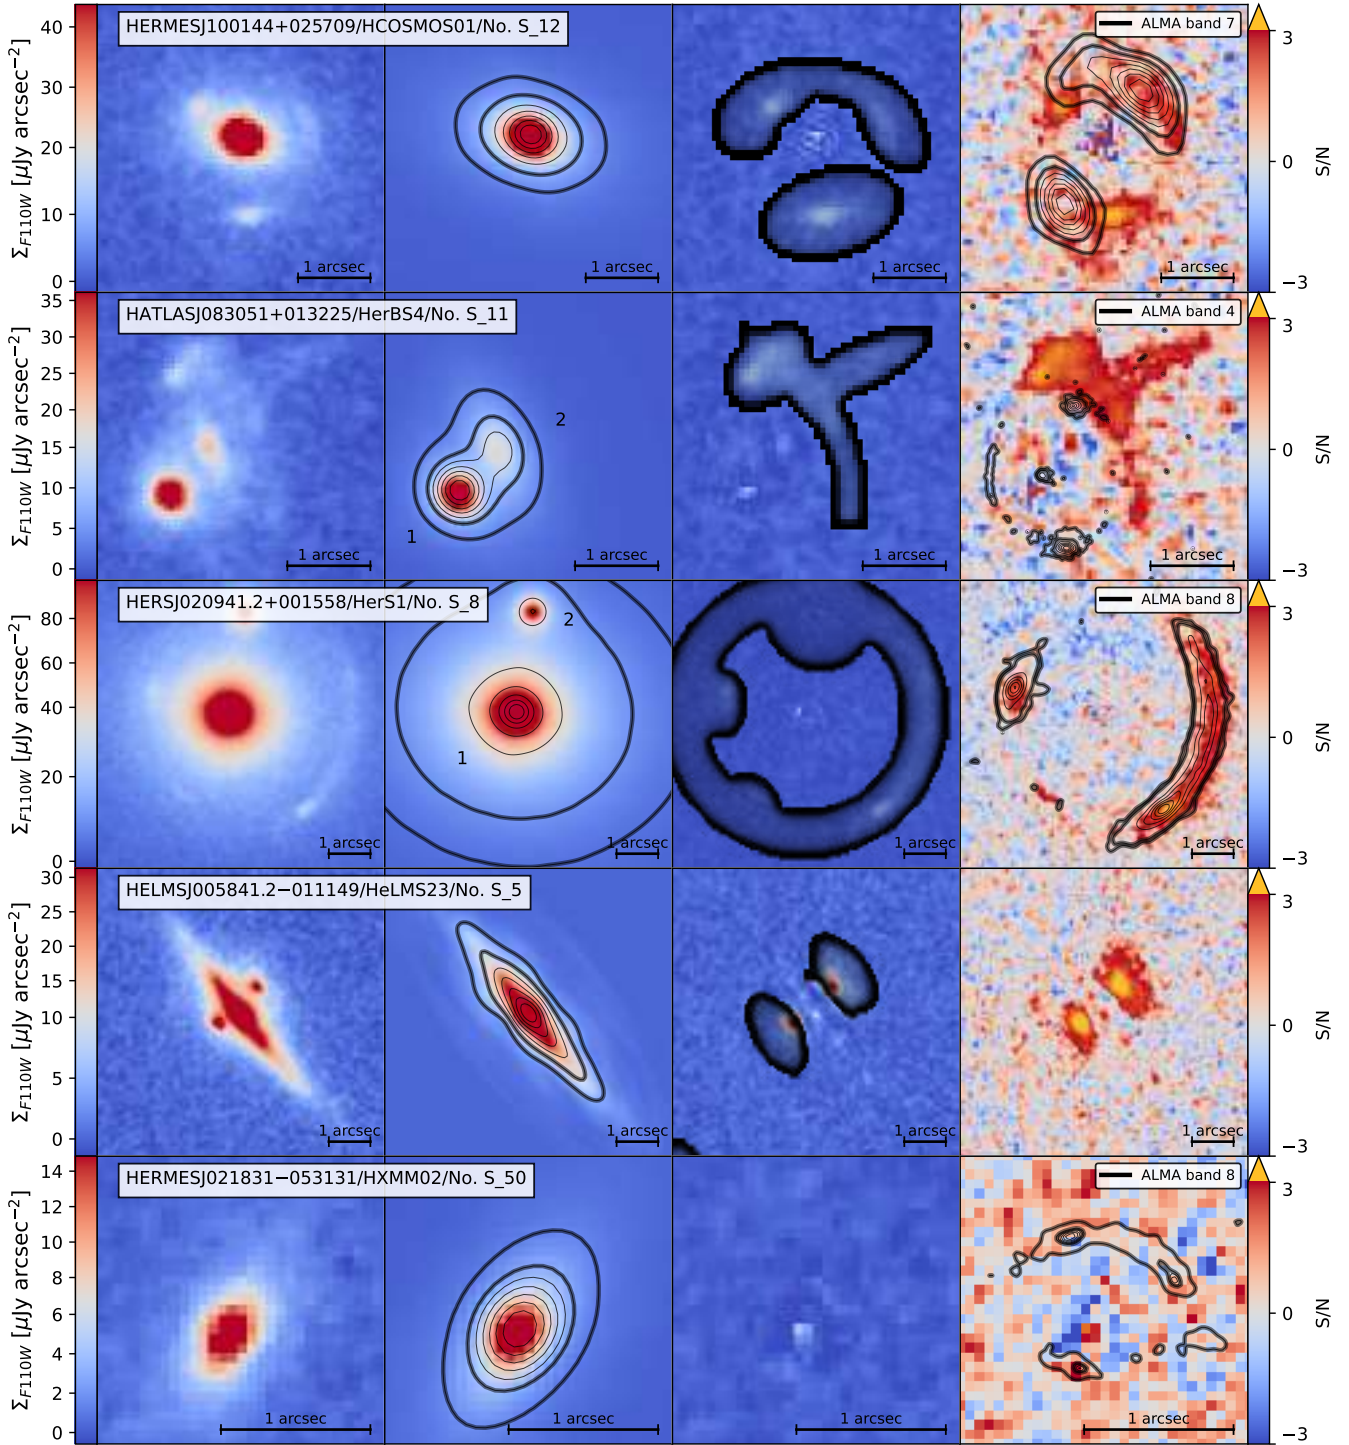 HERMESJ100144+025709/HCOSMOS01/No. S_12
ALMA band 7
Σ_F110W [μJy arcsec⁻²]
40
30
20
10
0
1 arcsec
1 arcsec
1 arcsec
1 arcsec
3
0
−3
S/N
HATLASJ083051+013225/HerBS4/No. S_11
ALMA band 4
Σ_F110W [μJy arcsec⁻²]
35
30
25
20
15
10
5
0
2
1
1 arcsec
1 arcsec
1 arcsec
1 arcsec
3
0
−3
S/N
HERSJ020941.2+001558/HerS1/No. S_8
ALMA band 8
Σ_F110W [μJy arcsec⁻²]
80
60
40
20
0
2
1
1 arcsec
1 arcsec
1 arcsec
1 arcsec
3
0
−3
S/N
HELMSJ005841.2−011149/HeLMS23/No. S_5
Σ_F110W [μJy arcsec⁻²]
30
25
20
15
10
5
0
1 arcsec
1 arcsec
1 arcsec
1 arcsec
3
0
−3
S/N
HERMESJ021831−053131/HXMM02/No. S_50
ALMA band 8
Σ_F110W [μJy arcsec⁻²]
14
12
10
8
6
4
2
0
1 arcsec
1 arcsec
1 arcsec
1 arcsec
3
0
−3
S/N